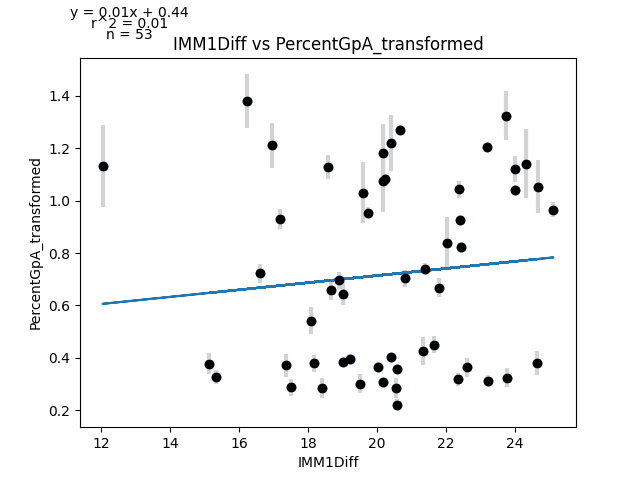 y = 0.01x + 0.44
r^2 = 0.01
n = 53
IMM1Diff vs PercentGpA_transformed
PercentGpA_transformed
1.4
1.2
1.0
0.8
0.6
0.4
0.2
12 14 16 18 20 22 24
IMM1Diff